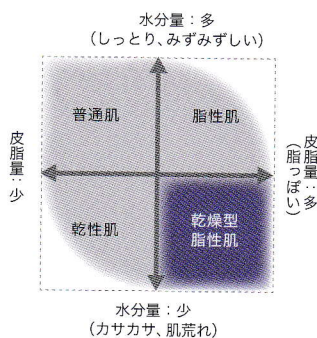 水分量：多
（しっとり、みずみずしい）
普通肌
脂性肌
皮脂量：少
皮脂量：多
（脂っぽい）
乾性肌
乾燥型
脂性肌
水分量：少
（カサカサ、肌荒れ）